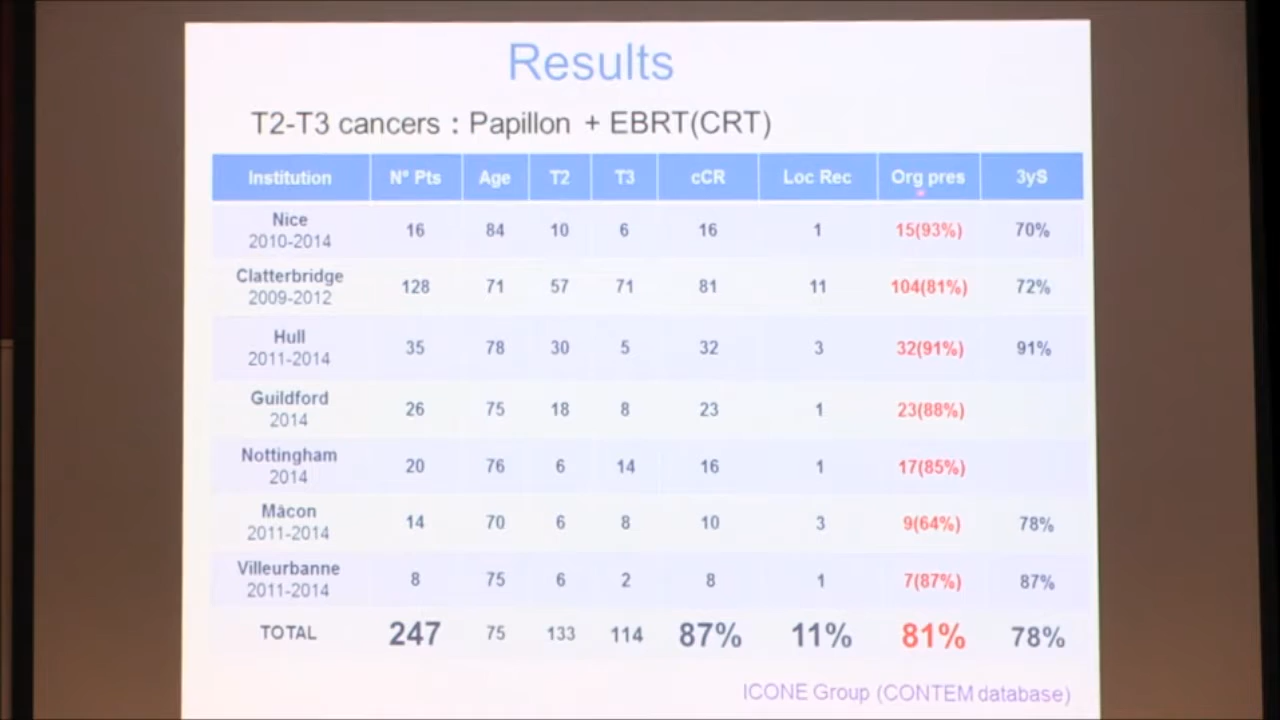 Results
T2-T3 cancers : Papillon + EBRT(CRT)
Institution N° Pts Age T2 T3 cCR Loc Rec Org pres 3yS
Nice 2010-2014 16 84 10 6 16 1 15(93%) 70%
Clatterbridge 2009-2012 128 71 57 71 81 11 104(81%) 72%
Hull 2011-2014 35 78 30 5 32 3 32(91%) 91%
Guildford 2014 26 75 18 8 23 1 23(88%)
Nottingham 2014 20 76 6 14 16 1 17(85%)
Mâcon 2011-2014 14 70 6 8 10 3 9(64%) 78%
Villeurbanne 2011-2014 8 75 6 2 8 1 7(87%) 87%
TOTAL 247 75 133 114 87% 11% 81% 78%
ICONE Group (CONTEM database)